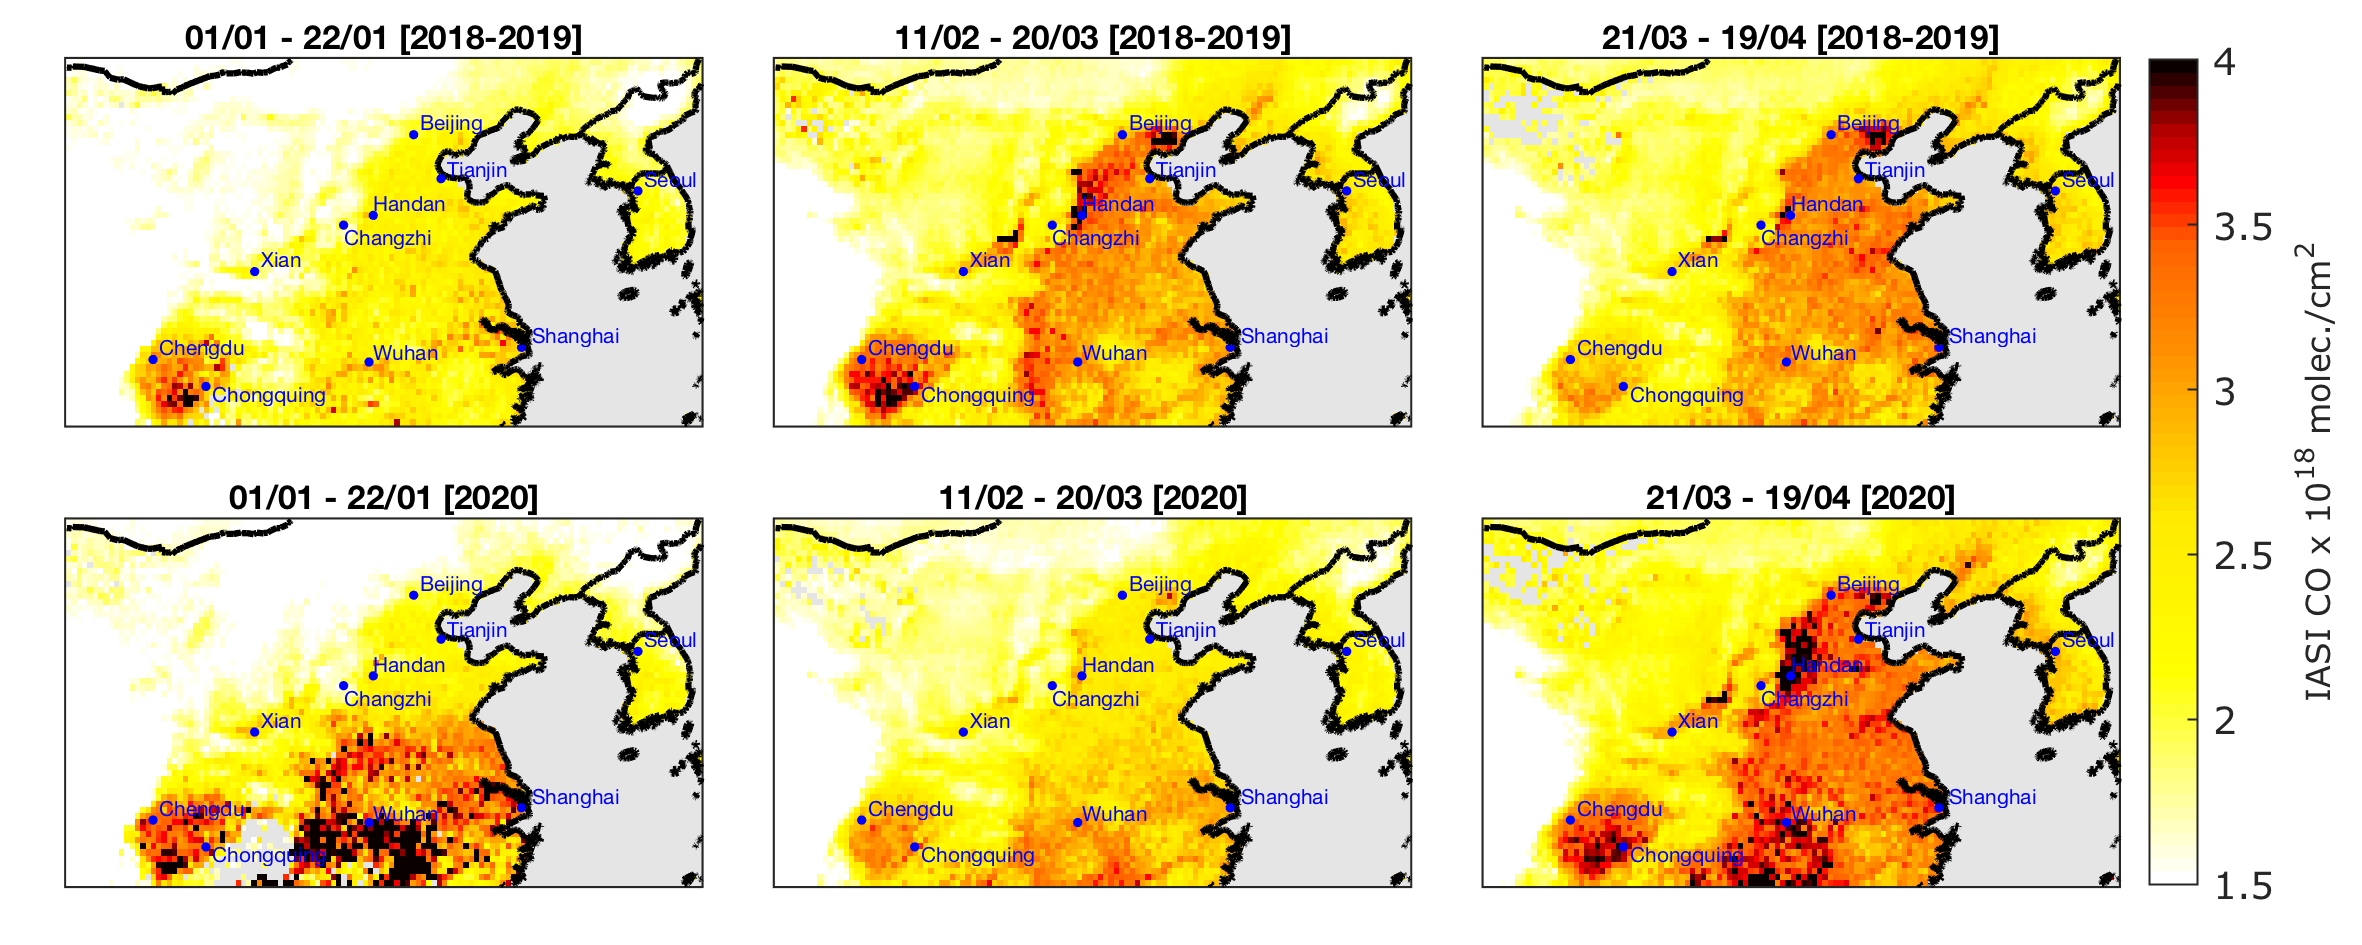 01/01 - 22/01 [2018-2019]
11/02 - 20/03 [2018-2019]
21/03 - 19/04 [2018-2019]
Beijing
Tianjin
Seoul
Handan
Changzhi
Xian
Shanghai
Chengdu
Wuhan
Chongquing
Beijing
Tianjin
Seoul
Handan
Changzhi
Xian
Shanghai
Chengdu
Wuhan
Chongquing
Beijing
Tianjin
Seoul
Handan
Changzhi
Xian
Shanghai
Chengdu
Wuhan
Chongquing
01/01 - 22/01 [2020]
11/02 - 20/03 [2020]
21/03 - 19/04 [2020]
Beijing
Tianjin
Seoul
Handan
Changzhi
Xian
Shanghai
Chengdu
Wuhan
Chongquing
Beijing
Tianjin
Seoul
Handan
Changzhi
Xian
Shanghai
Chengdu
Wuhan
Chongquing
Beijing
Tianjin
Seoul
Handan
Changzhi
Xian
Shanghai
Chengdu
Wuhan
Chongquing
4
3.5
3
2.5
2
1.5
IASI CO x 10^18 molec./cm^2